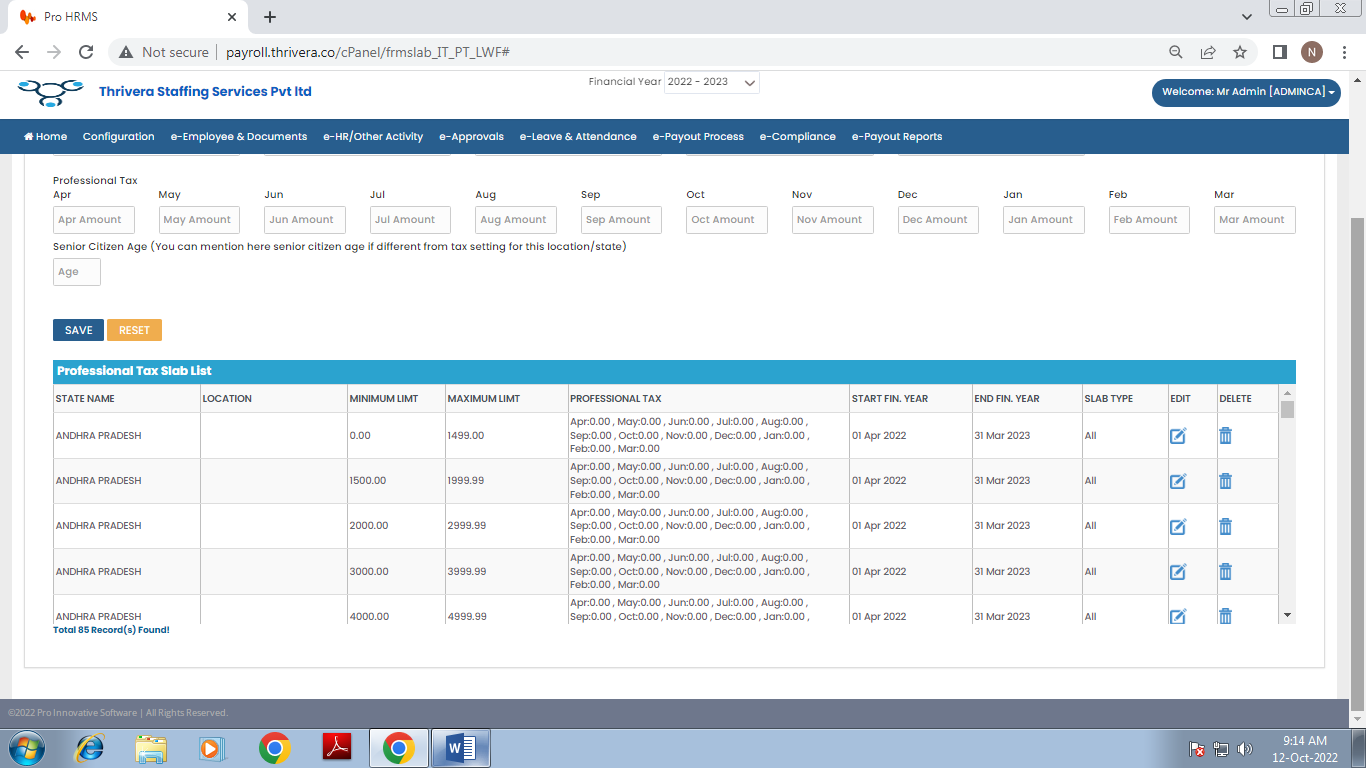 Pro HRMS
Not secure
payroll.thrivera.co/cPanel/frmslab_IT_PT_LWF#
N
Thrivera Staffing Services Pvt ltd
Financial Year 2022 - 2023
Welcome: Mr Admin [ADMINCA]
Home Configuration e-Employee & Documents e-HR/Other Activity e-Approvals e-Leave & Attendance e-Payout Process e-Compliance e-Payout Reports
Professional Tax
Apr May Jun Jul Aug Sep Oct Nov Dec Jan Feb Mar
Apr Amount May Amount Jun Amount Jul Amount Aug Amount Sep Amount Oct Amount Nov Amount Dec Amount Jan Amount Feb Amount Mar Amount
Senior Citizen Age (You can mention here senior citizen age if different from tax setting for this location/state)
Age
SAVE RESET
Professional Tax Slab List
STATE NAME LOCATION MINIMUM LIMT MAXIMUM LIMT PROFESSIONAL TAX START FIN. YEAR END FIN. YEAR SLAB TYPE EDIT DELETE
Apr:0.00 , May:0.00 , Jun:0.00 , Jul:0.00 , Aug:0.00 ,
ANDHRA PRADESH 0.00 1499.00 Sep:0.00 , Oct:0.00 , Nov:0.00 , Dec:0.00 , Jan:0.00 , 01 Apr 2022 31 Mar 2023 All
Feb:0.00 , Mar:0.00
Apr:0.00 , May:0.00 , Jun:0.00 , Jul:0.00 , Aug:0.00 ,
ANDHRA PRADESH 1500.00 1999.99 Sep:0.00 , Oct:0.00 , Nov:0.00 , Dec:0.00 , Jan:0.00 , 01 Apr 2022 31 Mar 2023 All
Feb:0.00 , Mar:0.00
Apr:0.00 , May:0.00 , Jun:0.00 , Jul:0.00 , Aug:0.00 ,
ANDHRA PRADESH 2000.00 2999.99 Sep:0.00 , Oct:0.00 , Nov:0.00 , Dec:0.00 , Jan:0.00 , 01 Apr 2022 31 Mar 2023 All
Feb:0.00 , Mar:0.00
Apr:0.00 , May:0.00 , Jun:0.00 , Jul:0.00 , Aug:0.00 ,
ANDHRA PRADESH 3000.00 3999.99 Sep:0.00 , Oct:0.00 , Nov:0.00 , Dec:0.00 , Jan:0.00 , 01 Apr 2022 31 Mar 2023 All
Feb:0.00 , Mar:0.00
Apr:0.00 , May:0.00 , Jun:0.00 , Jul:0.00 , Aug:0.00 ,
ANDHRA PRADESH 4000.00 4999.99 Sep:0.00 , Oct:0.00 , Nov:0.00 , Dec:0.00 , Jan:0.00 , 01 Apr 2022 31 Mar 2023 All
Total 85 Record(s) Found!
©2022 Pro Innovative Software | All Rights Reserved.
9:14 AM
12-Oct-2022